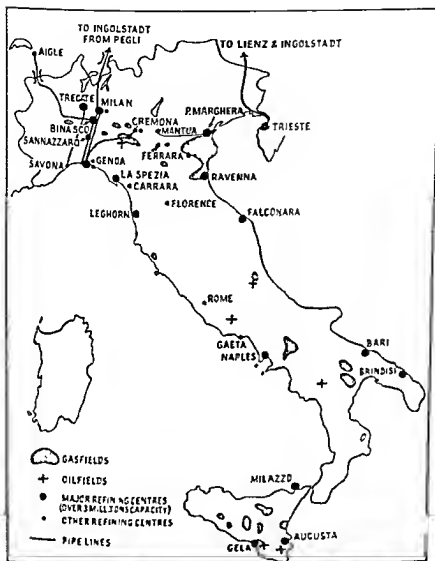 TO INGOLSTADT
FROM PEGLI
TO LIENZ & INGOLSTADT
AIGLE
TRECATE
MILAN
CREMONA
P.MARGHERA
TRIESTE
BINASCO
MANTUA
SANNAZZARO
FERRARA
SAVONA
GENOA
LA SPEZIA
RAVENNA
CARRARA
FLORENCE
LEGHORN
FALCONARA
ROME
GAETA
NAPLES
BARI
BRINDISI
GASFIELDS
OILFIELDS
MILAZZO
MAJOR REFINING CENTRES
(OVER 3 MILLIONS CAPACITY)
OTHER REFINING CENTRES
AUGUSTA
GELA
PIPE LINES